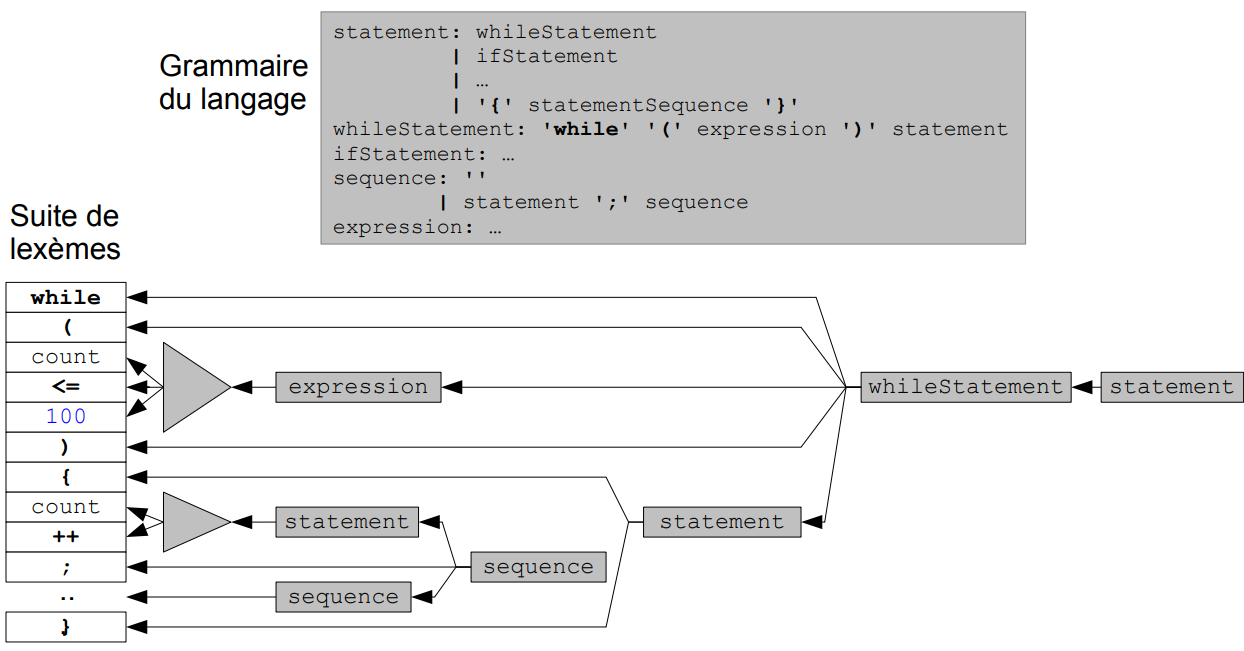 Grammaire
du langage
statement: whileStatement
| ifStatement
| …
| '{' statementSequence '}'
whileStatement: 'while' '(' expression ')' statement
ifStatement: …
sequence: ''
| statement ';' sequence
expression: …
Suite de
lexèmes
while
(
count
<=
100
)
{
count
++
;
..
}
expression
whileStatement
statement
statement
statement
sequence
sequence